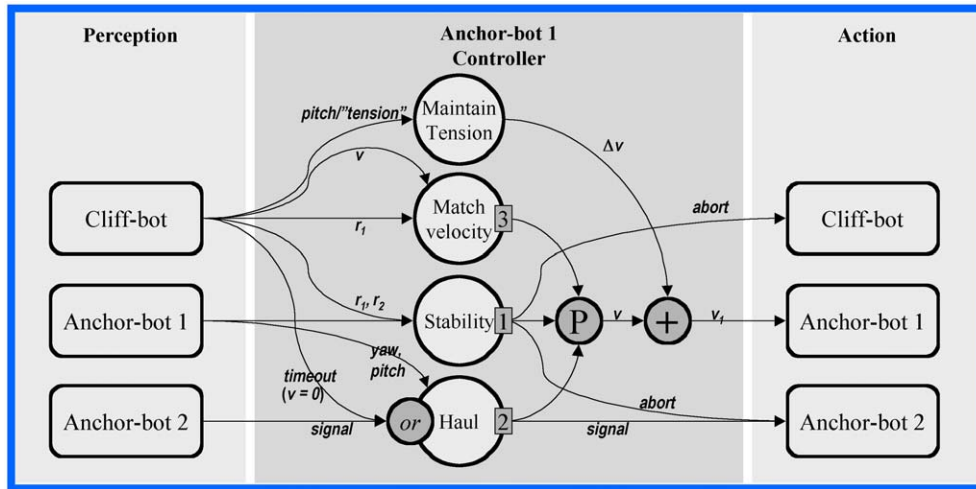 Perception
Anchor-bot 1
Controller
Action
pitch/"tension"
Maintain
Tension
Δv
v
Cliff-bot
r₁
Match
velocity
3
abort
Cliff-bot
Anchor-bot 1
r₁, r₂
Stability
1
P
v
+
v₁
Anchor-bot 1
yaw,
pitch
timeout
(v = 0)
Anchor-bot 2
signal
or
Haul
2
abort
signal
Anchor-bot 2